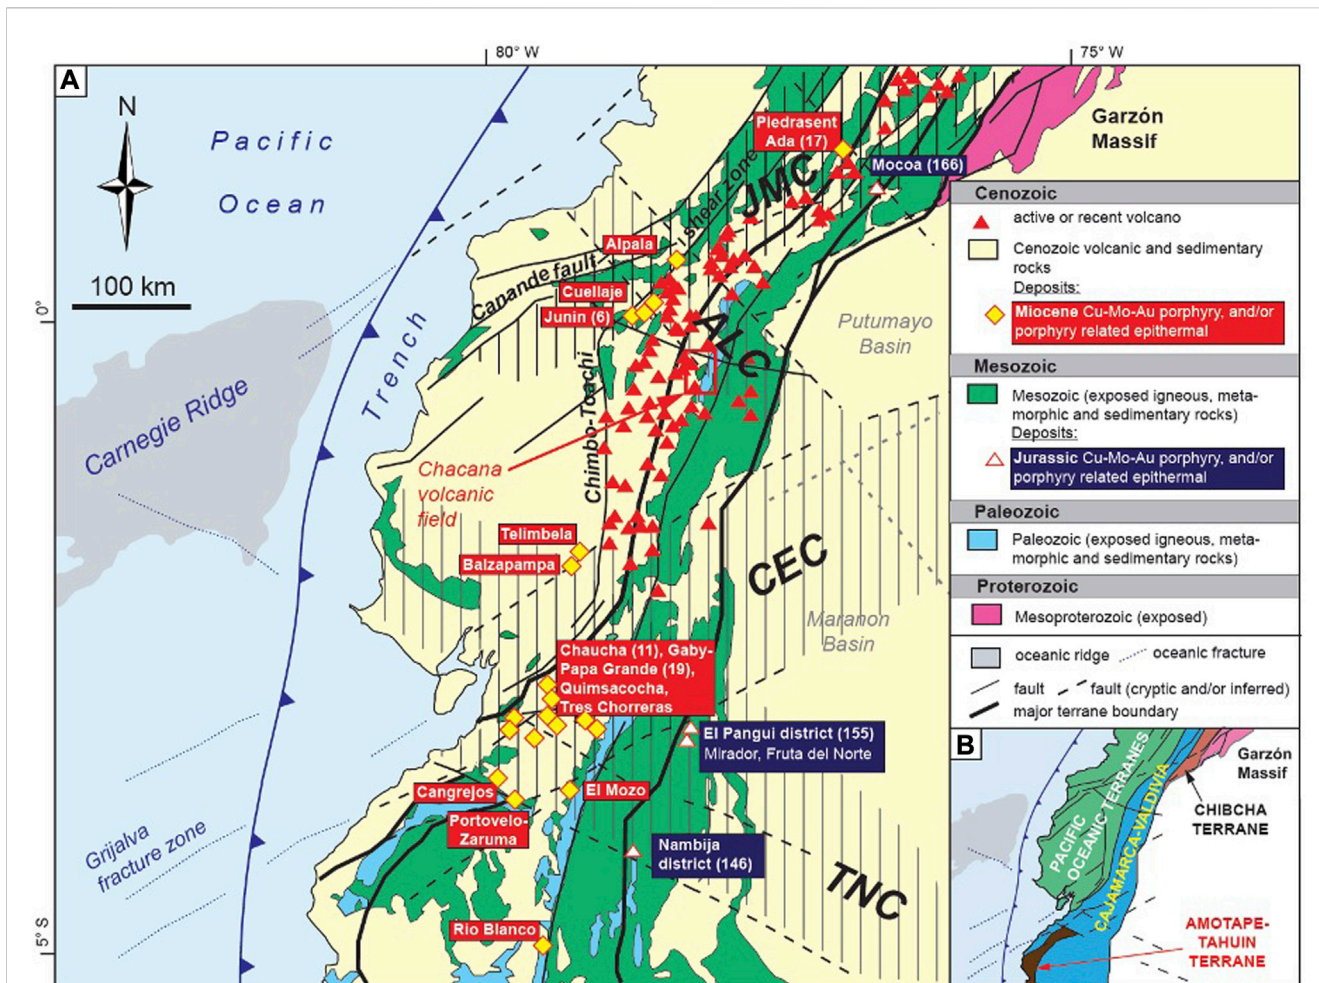 80° W
75° W
A
N
Pacific
Ocean
100 km
0°
5° S
Carnegie Ridge
Trench
Grijalva
fracture zone
Canande fault
shear zone
Chimbo-Toachi
Chacana
volcanic
field
JMC
ALC
CEC
TNC
Putumayo
Basin
Maranon
Basin
Garzón
Massif
Piedrasent
Ada (17)
Mocoa (166)
Alpala
Cuellaje
Junin (6)
Telimbela
Balzapampa
Chaucha (11), Gaby-
Papa Grande (19),
Quimsacocha,
Tres Chorreras
El Pangui district (155)
Mirador, Fruta del Norte
Cangrejos
El Mozo
Portovelo-
Zaruma
Nambija
district (146)
Rio Blanco
Cenozoic
active or recent volcano
Cenozoic volcanic and sedimentary
rocks
Deposits:
Miocene Cu-Mo-Au porphyry, and/or
porphyry related epithermal
Mesozoic
Mesozoic (exposed igneous, meta-
morphic and sedimentary rocks)
Deposits:
Jurassic Cu-Mo-Au porphyry, and/or
porphyry related epithermal
Paleozoic
Paleozoic (exposed igneous, meta-
morphic and sedimentary rocks)
Proterozoic
Mesoproterozoic (exposed)
oceanic ridge
oceanic fracture
fault
fault (cryptic and/or inferred)
major terrane boundary
B
PACIFIC
OCEANIC TERRANES
CAJAMARCA-VALDIVIA
Garzón
Massif
CHIBCHA
TERRANE
AMOTAPE-
TAHUIN
TERRANE